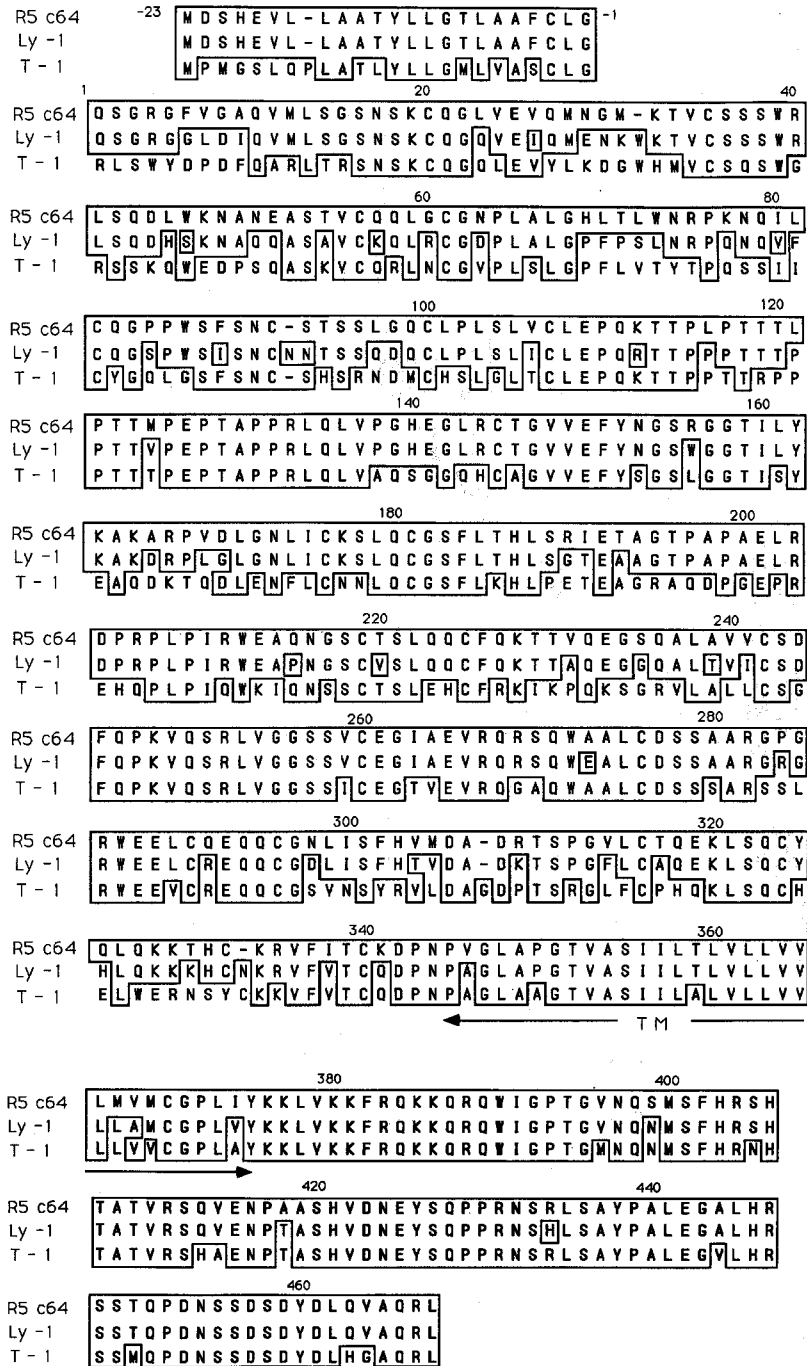 R5 c64 -23 M D S H E V L - L A A T Y L L G T L A A F C L G -1
Ly -1 M D S H E V L - L A A T Y L L G T L A A F C L G
T - 1 M P M G S L Q P L A T L Y L L G M L V A S C L G
1 20 40
R5 c64 Q S G R G F V G A Q V M L S G S N S K C Q G L V E V Q M N G M - K T V C S S S W R
Ly -1 Q S G R G G L D I Q V M L S G S N S K C Q G Q V E I Q M E N K W K T V C S S S W R
T - 1 R L S W Y D P D F Q A R L T R S N S K C Q G Q L E V Y L K D G W H M V C S Q S W G
60 80
R5 c64 L S Q D L W K N A N E A S T V C Q Q L G C G N P L A L G H L T L W N R P K N Q I L
Ly -1 L S Q D H S K N A Q Q A S A V C K Q L R C G D P L A L G P F P S L N R P Q N Q V F
T - 1 R S S K Q W E D P S Q A S K V C Q R L N C G V P L S L G P F L V T Y T P Q S S I I
100 120
R5 c64 C Q G P P W S F S N C - S T S S L G Q C L P L S L V C L E P Q K T T P L P T T T L
Ly -1 C Q G S P W S I S N C N N T S S Q D Q C L P L S L I C L E P Q R T T P P P T T T P
T - 1 C Y G Q L G S F S N C - S H S R N D M C H S L G L T C L E P Q K T T P P T T R P P
140 160
R5 c64 P T T M P E P T A P P R L Q L V P G H E G L R C T G V V E F Y N G S R G G T I L Y
Ly -1 P T T V P E P T A P P R L Q L V P G H E G L R C T G V V E F Y N G S W G G T I L Y
T - 1 P T T T P E P T A P P R L Q L V A Q S G G Q H C A G V V E F Y S G S L G G T I S Y
180 200
R5 c64 K A K A R P V D L G N L I C K S L Q C G S F L T H L S R I E T A G T P A P A E L R
Ly -1 K A K D R P L G L G N L I C K S L Q C G S F L T H L S G T E A A G T P A P A E L R
T - 1 E A Q D K T Q D L E N F L C N N L Q C G S F L K H L P E T E A G R A Q D P G E P R
220 240
R5 c64 D P R P L P I R W E A Q N G S C T S L Q Q C F Q K T T V Q E G S Q A L A V V C S D
Ly -1 D P R P L P I R W E A P N G S C V S L Q Q C F Q K T T A Q E G G Q A L T V I C S D
T - 1 E H Q P L P I Q W K I Q N S S C T S L E H C F R K I K P Q K S G R V L A L L C S G
260 280
R5 c64 F Q P K V Q S R L V G G S S V C E G I A E V R Q R S Q W A A L C D S S A A R G P G
Ly -1 F Q P K V Q S R L V G G S S V C E G I A E V R Q R S Q W E A L C D S S A A R G R G
T - 1 F Q P K V Q S R L V G G S S I C E G T V E V R Q G A Q W A A L C D S S S A R S S L
300 320
R5 c64 R W E E L C Q E Q Q C G N L I S F H V M D A - D R T S P G V L C T Q E K L S Q C Y
Ly -1 R W E E L C R E Q Q C G D L I S F H T V D A - D K T S P G F L C A Q E K L S Q C Y
T - 1 R W E E V C R E Q Q C G S V N S Y R V L D A G D P T S R G L F C P H Q K L S Q C H
340 360
R5 c64 Q L Q K K T H C - K R V F I T C K D P N P V G L A P G T V A S I I L T L V L L V V
Ly -1 H L Q K K K H C N K R V F V T C Q D P N P A G L A P G T V A S I I L T L V L L V V
T - 1 E L W E R N S Y C K K V F V T C Q D P N P A G L A A G T V A S I I L A L V L L V V
T M
380 400
R5 c64 L M V M C G P L I Y K K L V K K F R Q K K Q R Q W I G P T G V N Q S M S F H R S H
Ly -1 L L A M C G P L V Y K K L V K K F R Q K K Q R Q W I G P T G V N Q N M S F H R S H
T - 1 L L V V C G P L A Y K K L V K K F R Q K K Q R Q W I G P T G M N Q N M S F H R N H
420 440
R5 c64 T A T V R S Q V E N P A A S H V D N E Y S Q P P R N S R L S A Y P A L E G A L H R
Ly -1 T A T V R S Q V E N P T A S H V D N E Y S Q P P R N S H L S A Y P A L E G A L H R
T - 1 T A T V R S H A E N P T A S H V D N E Y S Q P P R N S R L S A Y P A L E G V L H R
460
R5 c64 S S T Q P D N S S D S D Y D L Q V A Q R L
Ly -1 S S T Q P D N S S D S D Y D L Q V A Q R L
T - 1 S S M Q P D N S S D S D Y D L H G A Q R L